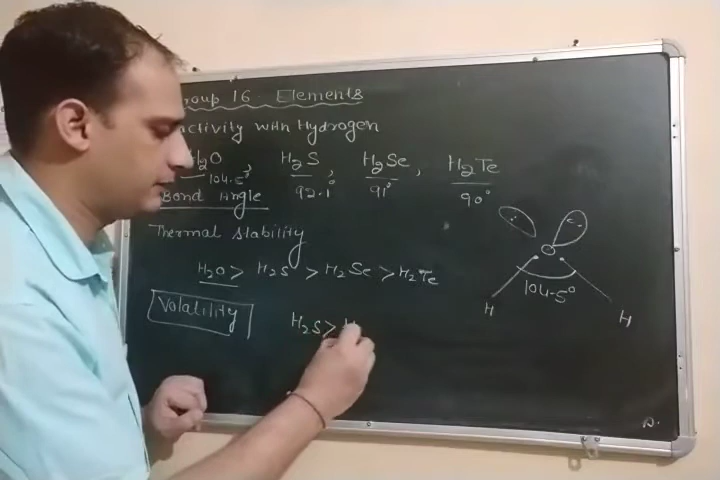 Group 16 Elements
activity with Hydrogen
H2O, H2S, H2Se, H2Te
104.5° 92.1° 91° 90°
Bond Angle
Thermal stability
H2O > H2S > H2Se > H2Te
Volatility
H2S > H
O
104.5°
H H